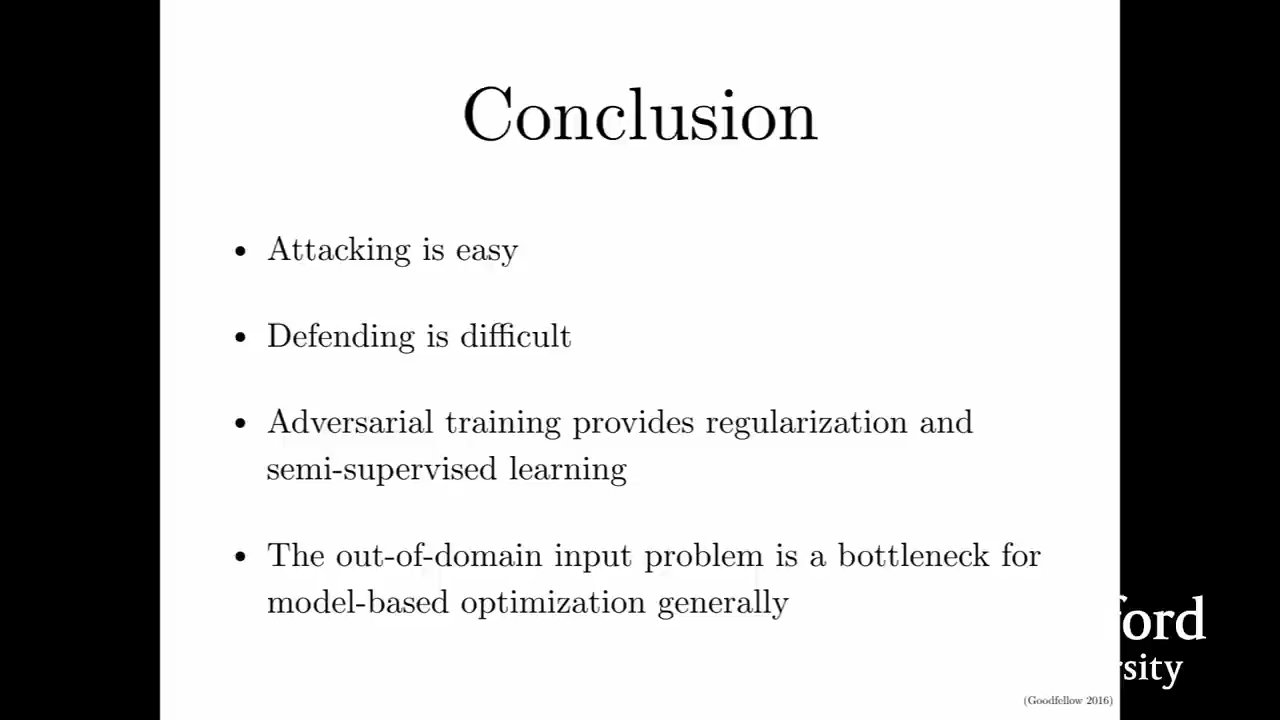 Conclusion
• Attacking is easy
• Defending is difficult
• Adversarial training provides regularization and
semi-supervised learning
• The out-of-domain input problem is a bottleneck for
model-based optimization generally
ford
rsity
(Goodfellow 2016)